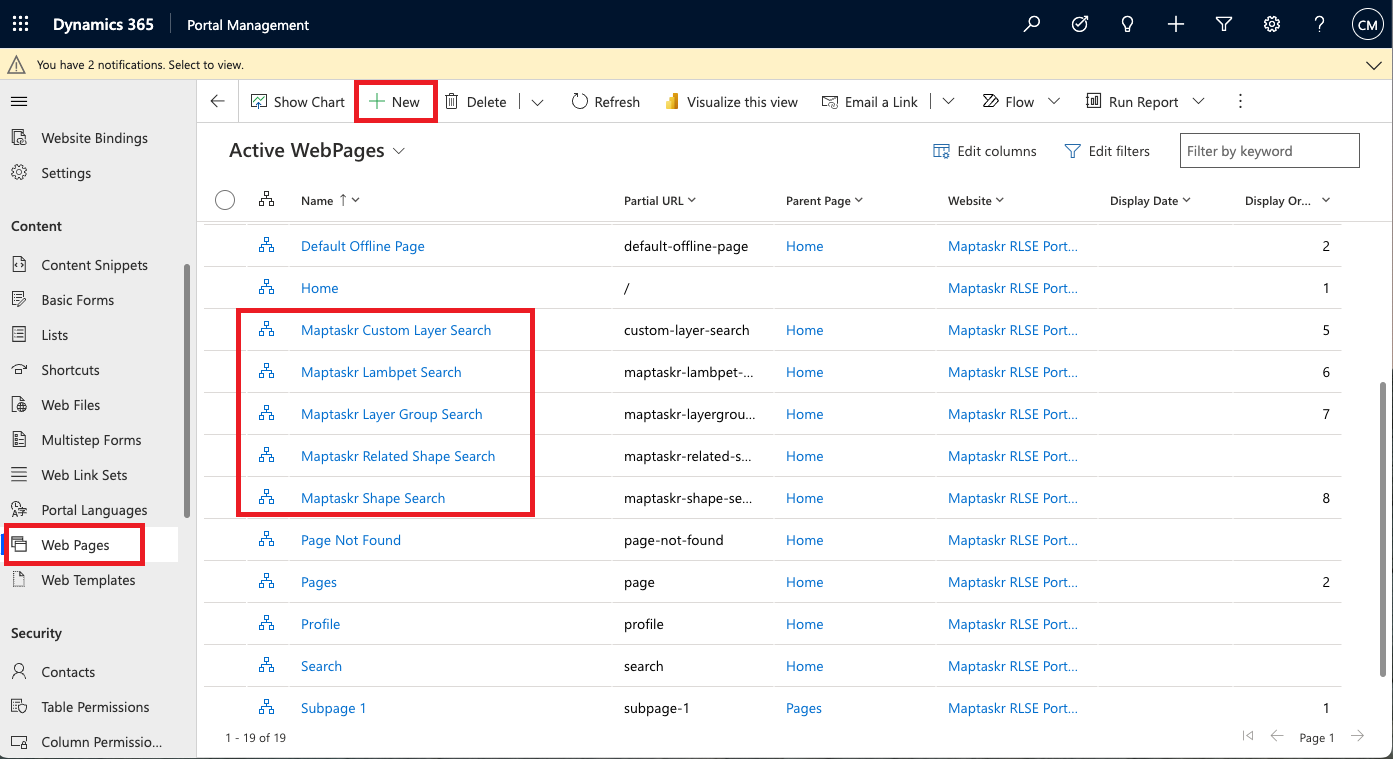 Dynamics 365 Portal Management CM
You have 2 notifications. Select to view.
Show Chart New Delete Refresh Visualize this view Email a Link Flow Run Report
Website Bindings
Settings
Content
Content Snippets
Basic Forms
Lists
Shortcuts
Web Files
Multistep Forms
Web Link Sets
Portal Languages
Web Pages
Web Templates
Security
Contacts
Table Permissions
Column Permissio...
Active WebPages Edit columns Edit filters Filter by keyword
Name ↑ Partial URL Parent Page Website Display Date Display Or...
Default Offline Page default-offline-page Home Maptaskr RLSE Port... 2
Home / Maptaskr RLSE Port... 1
Maptaskr Custom Layer Search custom-layer-search Home Maptaskr RLSE Port... 5
Maptaskr Lambpet Search maptaskr-lambpet-... Home Maptaskr RLSE Port... 6
Maptaskr Layer Group Search maptaskr-layergrou... Home Maptaskr RLSE Port... 7
Maptaskr Related Shape Search maptaskr-related-s... Home Maptaskr RLSE Port...
Maptaskr Shape Search maptaskr-shape-se... Home Maptaskr RLSE Port... 8
Page Not Found page-not-found Home Maptaskr RLSE Port...
Pages page Home Maptaskr RLSE Port... 2
Profile profile Home Maptaskr RLSE Port...
Search search Home Maptaskr RLSE Port...
Subpage 1 subpage-1 Pages Maptaskr RLSE Port... 1
1 - 19 of 19 Page 1